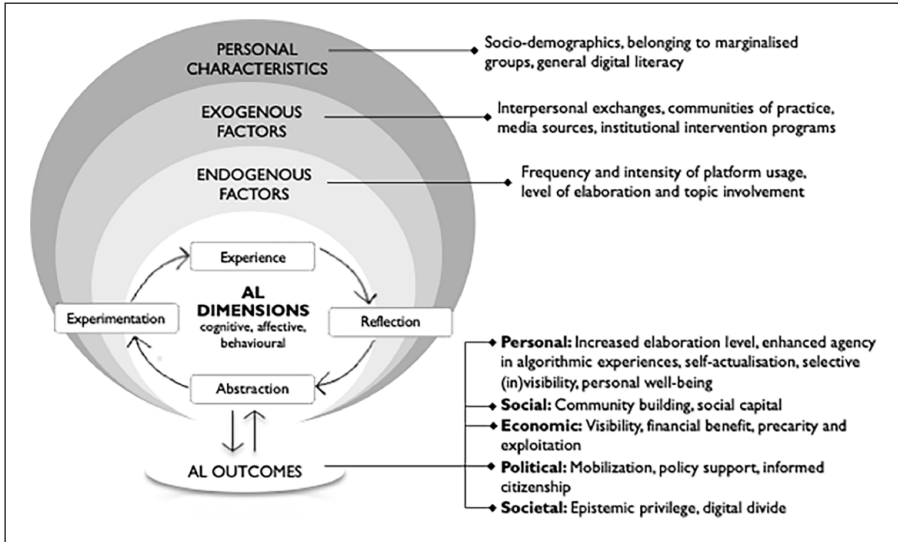 PERSONAL
CHARACTERISTICS
Socio-demographics, belonging to marginalised
groups, general digital literacy
EXOGENOUS
FACTORS
Interpersonal exchanges, communities of practice,
media sources, institutional intervention programs
ENDOGENOUS
FACTORS
Frequency and intensity of platform usage,
level of elaboration and topic involvement
Experience
AL
DIMENSIONS
cognitive, affective,
behavioural
Experimentation
Reflection
Abstraction
AL OUTCOMES
Personal: Increased elaboration level, enhanced agency
in algorithmic experiences, self-actualisation, selective
(in)visibility, personal well-being
Social: Community building, social capital
Economic: Visibility, financial benefit, precarity and
exploitation
Political: Mobilization, policy support, informed
citizenship
Societal: Epistemic privilege, digital divide